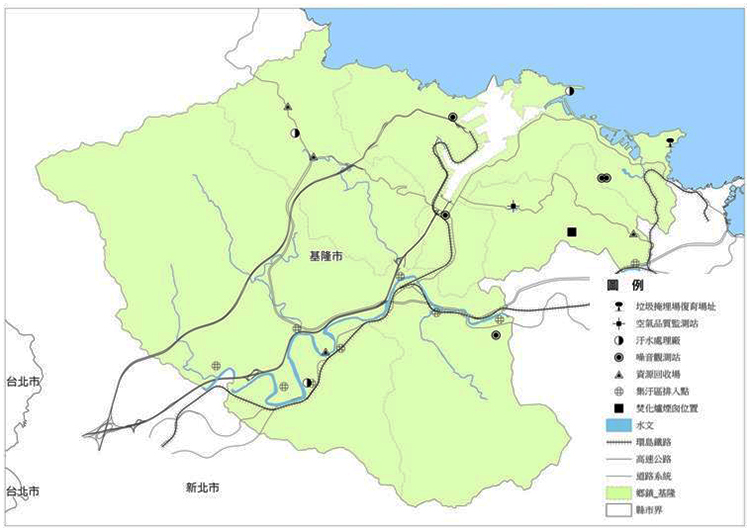 基隆市
台北市
台北市
新北市
圖 例
垃圾掩埋場復育場址
空氣品質監測站
汙水處理廠
噪音觀測站
資源回收場
集汙區排入點
焚化爐煙囪位置
水文
環島鐵路
高速公路
道路系統
鄉鎮_基隆
縣市界